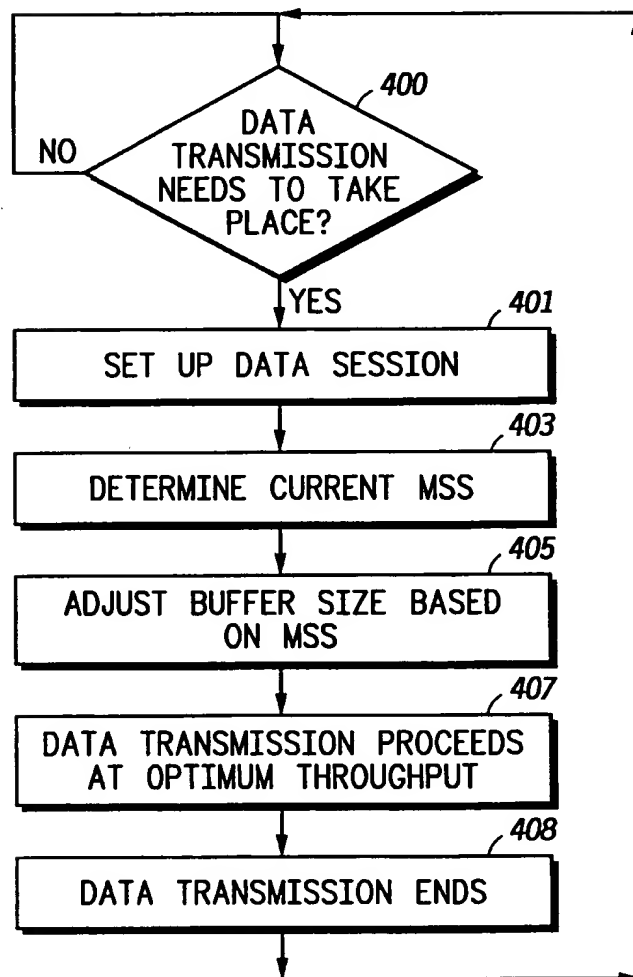 400
DATA
TRANSMISSION
NEEDS TO TAKE
PLACE?
NO
YES
401
SET UP DATA SESSION
403
DETERMINE CURRENT MSS
405
ADJUST BUFFER SIZE BASED
ON MSS
407
DATA TRANSMISSION PROCEEDS
AT OPTIMUM THROUGHPUT
408
DATA TRANSMISSION ENDS